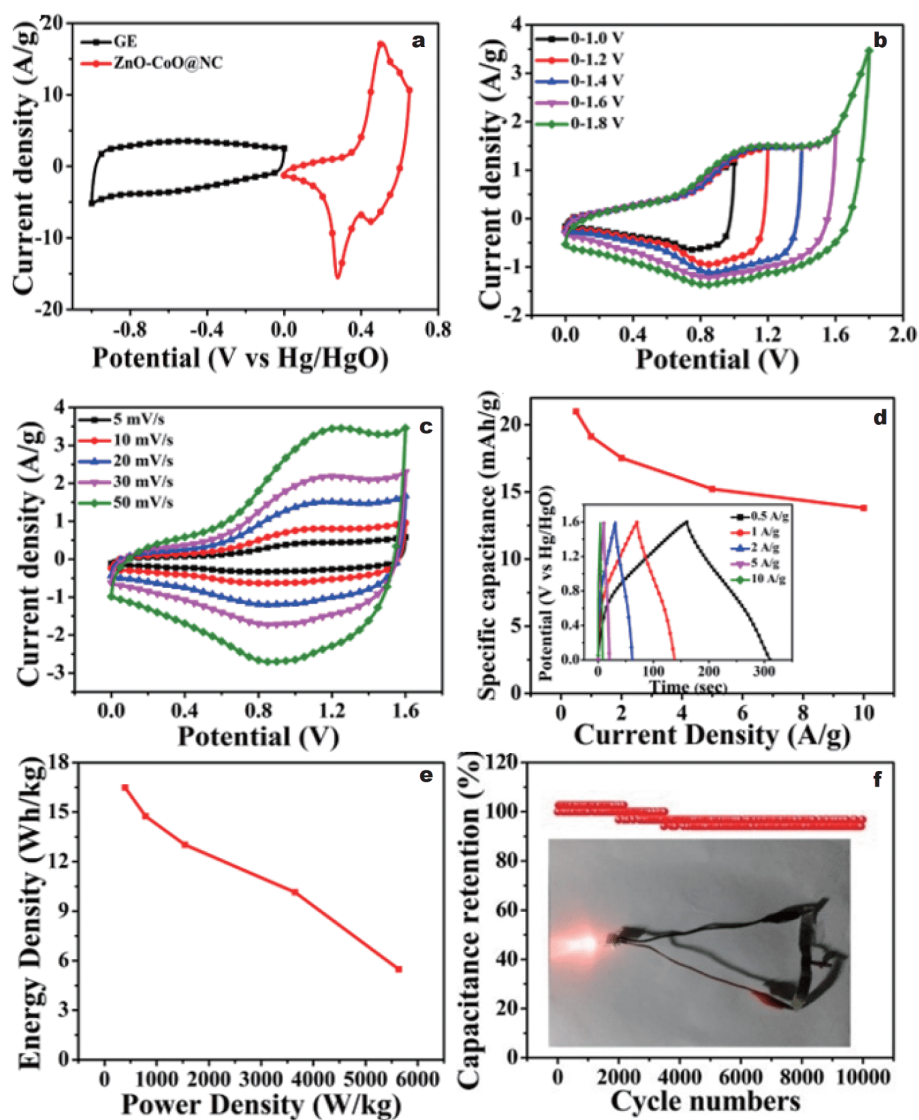 a
GE
ZnO-CoO@NC
Current density (A/g)
20
10
0
-10
-20
-0.8
-0.4
0.0
0.4
0.8
Potential (V vs Hg/HgO)
b
0-1.0 V
0-1.2 V
0-1.4 V
0-1.6 V
0-1.8 V
Current density (A/g)
4
3
2
1
0
-1
-2
0.0
0.4
0.8
1.2
1.6
2.0
Potential (V)
c
5 mV/s
10 mV/s
20 mV/s
30 mV/s
50 mV/s
Current density (A/g)
4
3
2
1
0
-1
-2
-3
0.0
0.4
0.8
1.2
1.6
Potential (V)
d
Specific capacitance (mAh/g)
20
15
10
5
0
0
2
4
6
8
10
Current Density (A/g)
Potential (V vs Hg/HgO)
1.6
1.2
0.8
0.4
0.0
0
100
200
300
Time (sec)
0.5 A/g
1 A/g
2 A/g
5 A/g
10 A/g
e
Energy Density (Wh/kg)
18
15
12
9
6
3
0
0
1000
2000
3000
4000
5000
6000
Power Density (W/kg)
f
Capacitance retention (%)
120
100
80
60
40
20
0
0
2000
4000
6000
8000
10000
Cycle numbers